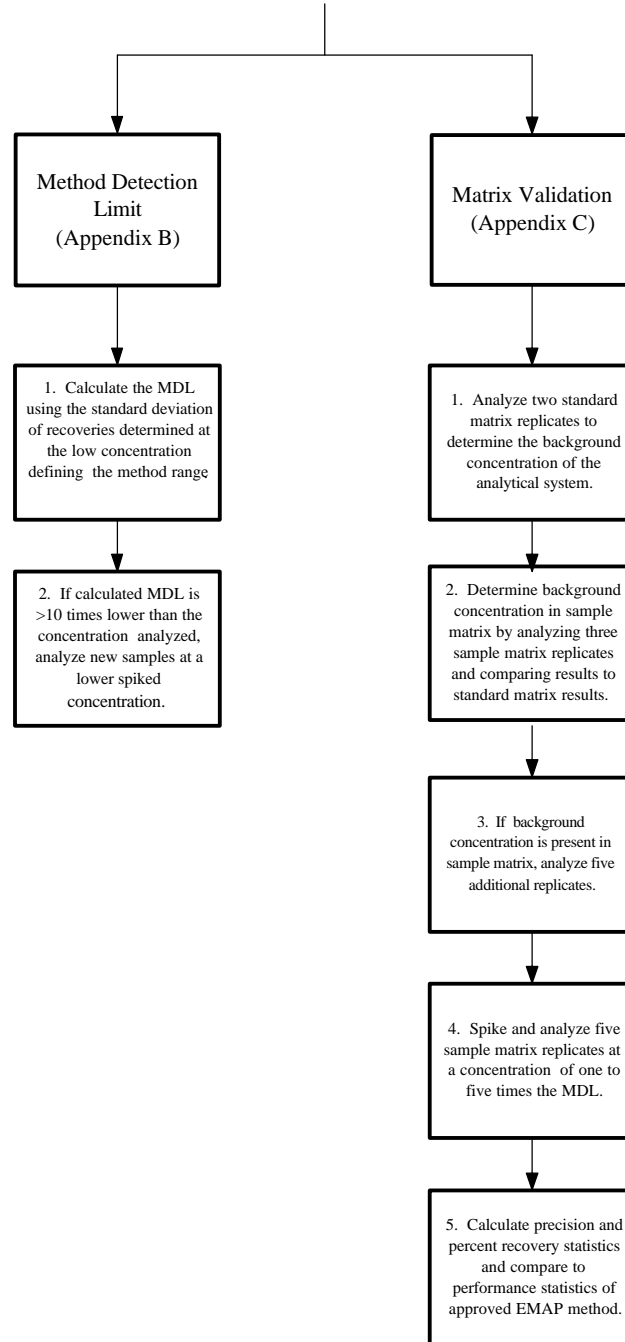 Method Detection
Limit
(Appendix B)
1. Calculate the MDL
using the standard deviation
of recoveries determined at
the low concentration
defining the method range.
2. If calculated MDL is
>10 times lower than the
concentration analyzed,
analyze new samples at a
lower spiked
concentration.
Matrix Validation
(Appendix C)
1. Analyze two standard
matrix replicates to
determine the background
concentration of the
analytical system.
2. Determine background
concentration in sample
matrix by analyzing three
sample matrix replicates
and comparing results to
standard matrix results.
3. If background
concentration is present in
sample matrix, analyze five
additional replicates.
4. Spike and analyze five
sample matrix replicates at
a concentration of one to
five times the MDL.
5. Calculate precision and
percent recovery statistics
and compare to
performance statistics of
approved EMAP method.